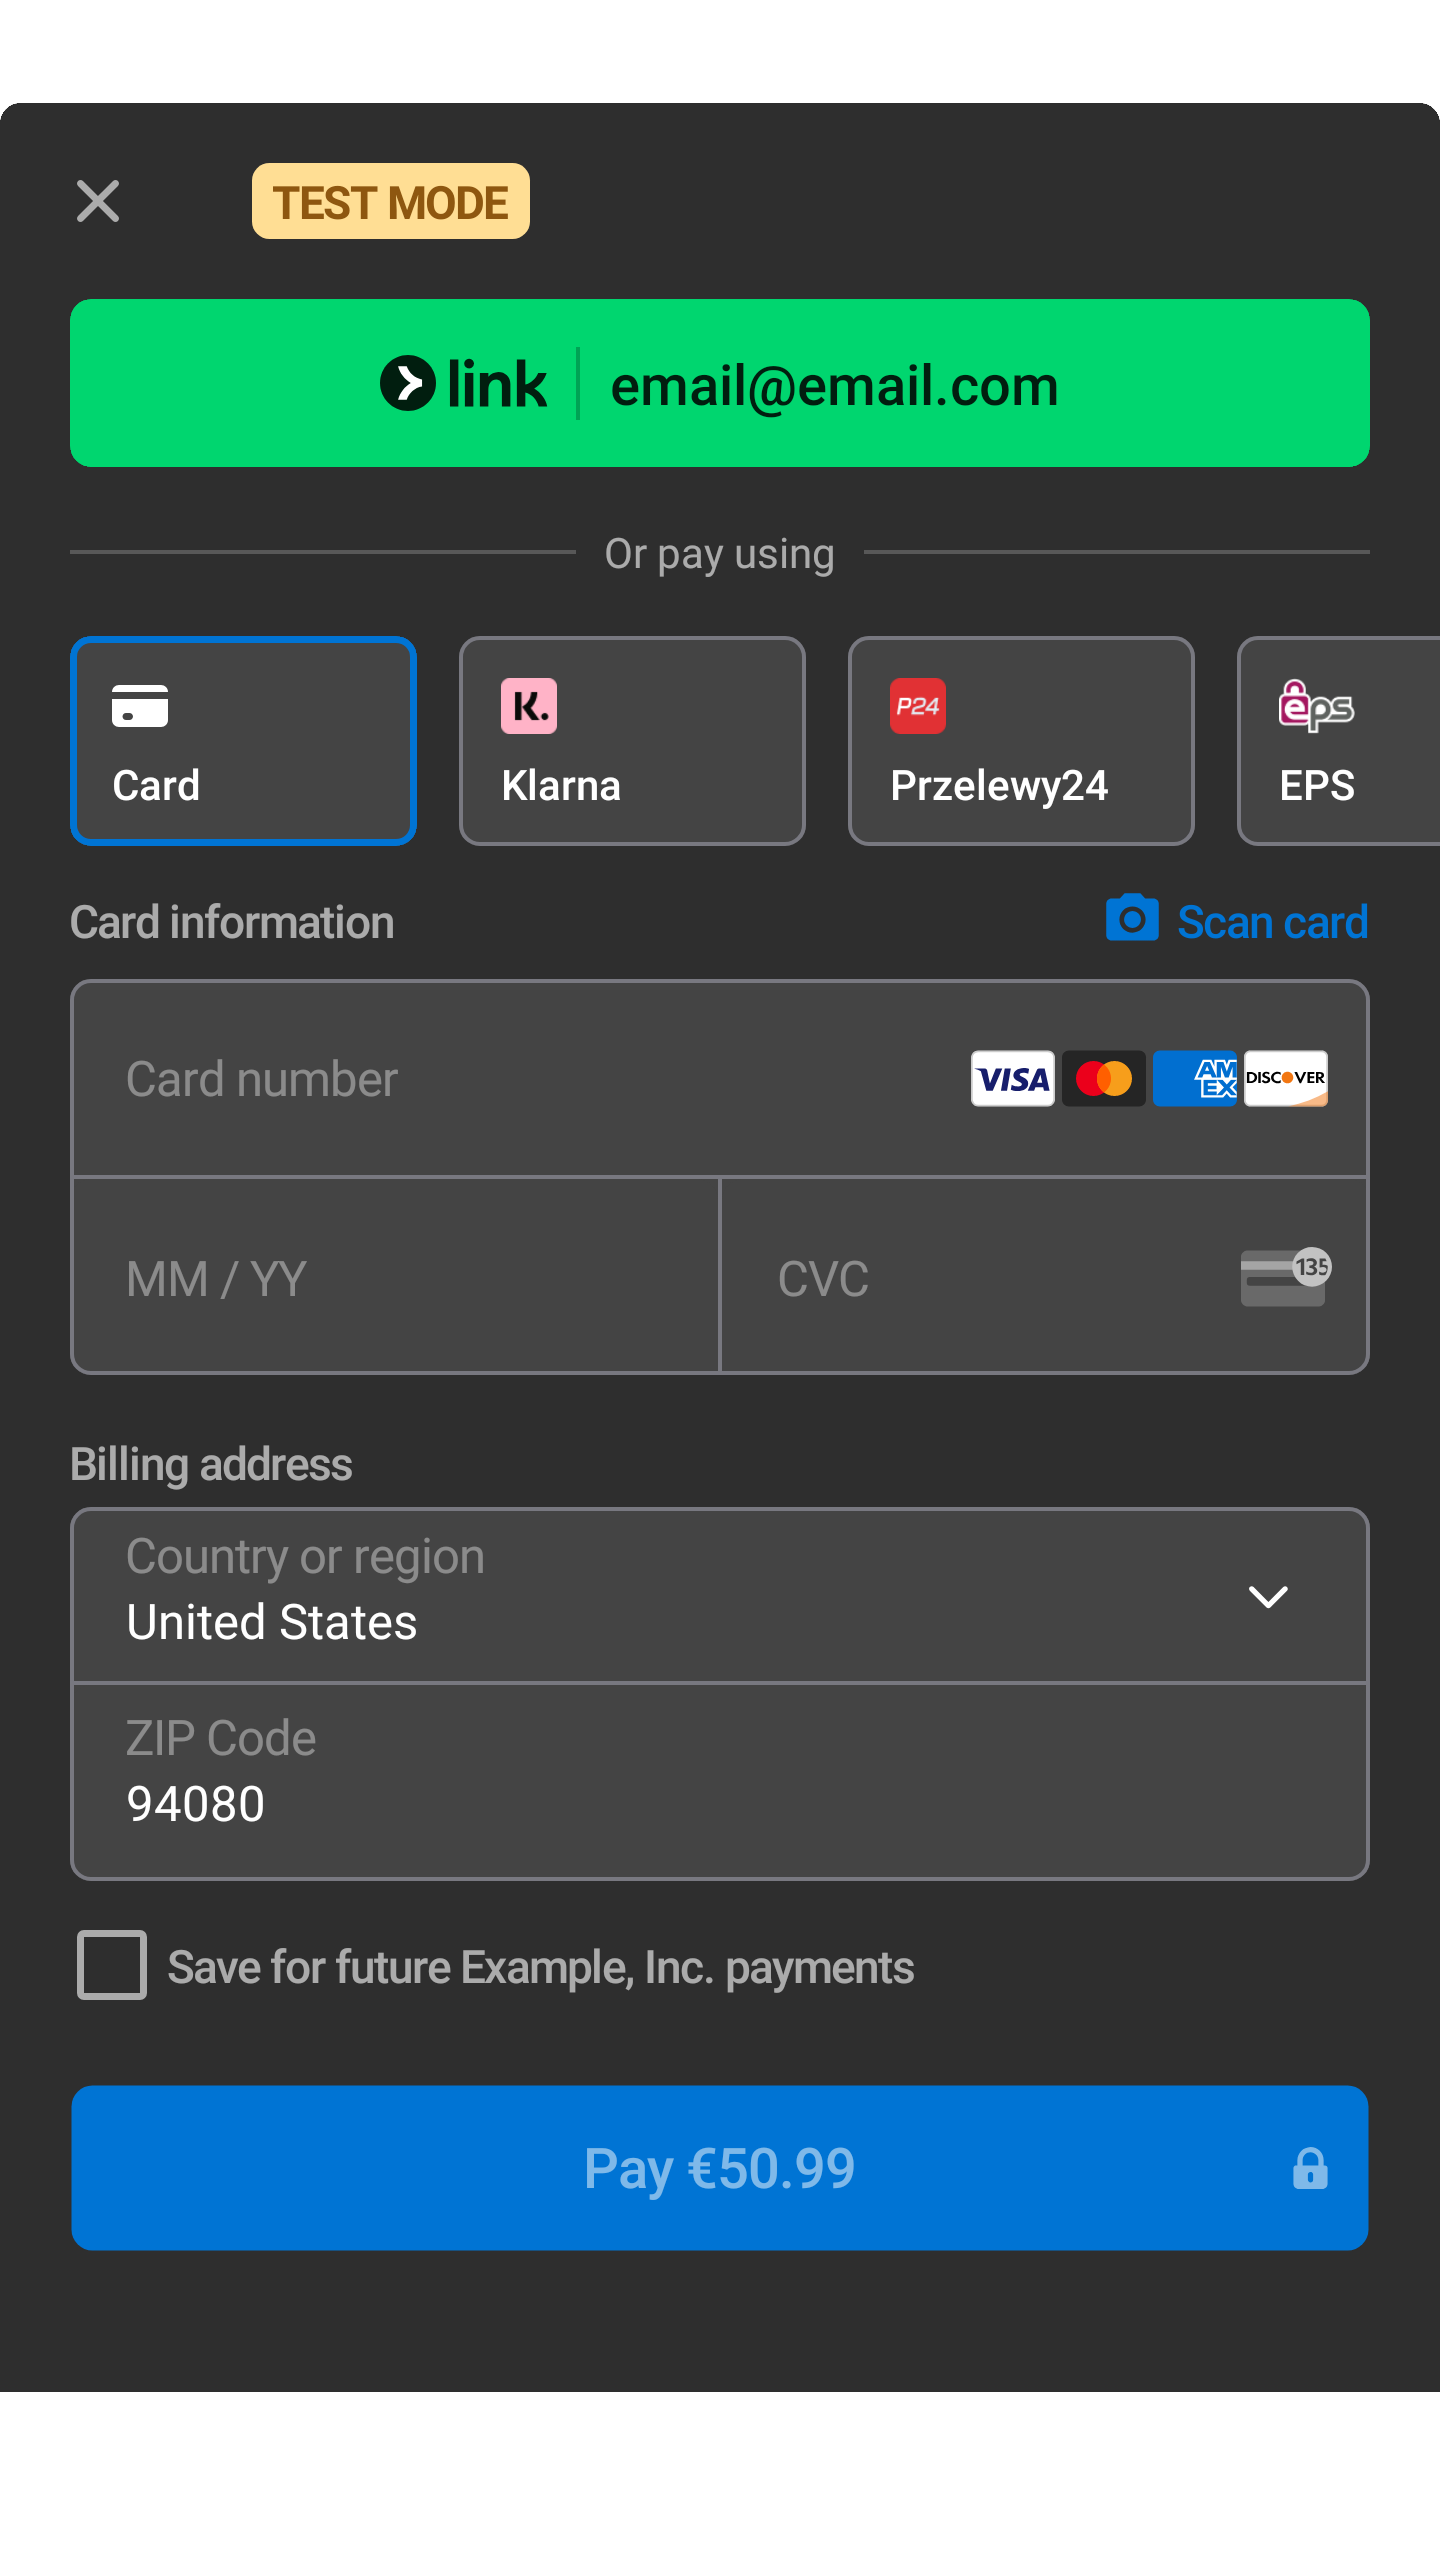 TEST MODE
link | email@email.com
Or pay using
K.
P24
eps
Card
Klarna
Przelewy24
EPS
Card information
Scan card
Card number
VISA
AM
EX
DISCOVER
MM / YY
CVC
135
Billing address
Country or region
United States
ZIP Code
94080
Save for future Example, Inc. payments
Pay €50.99